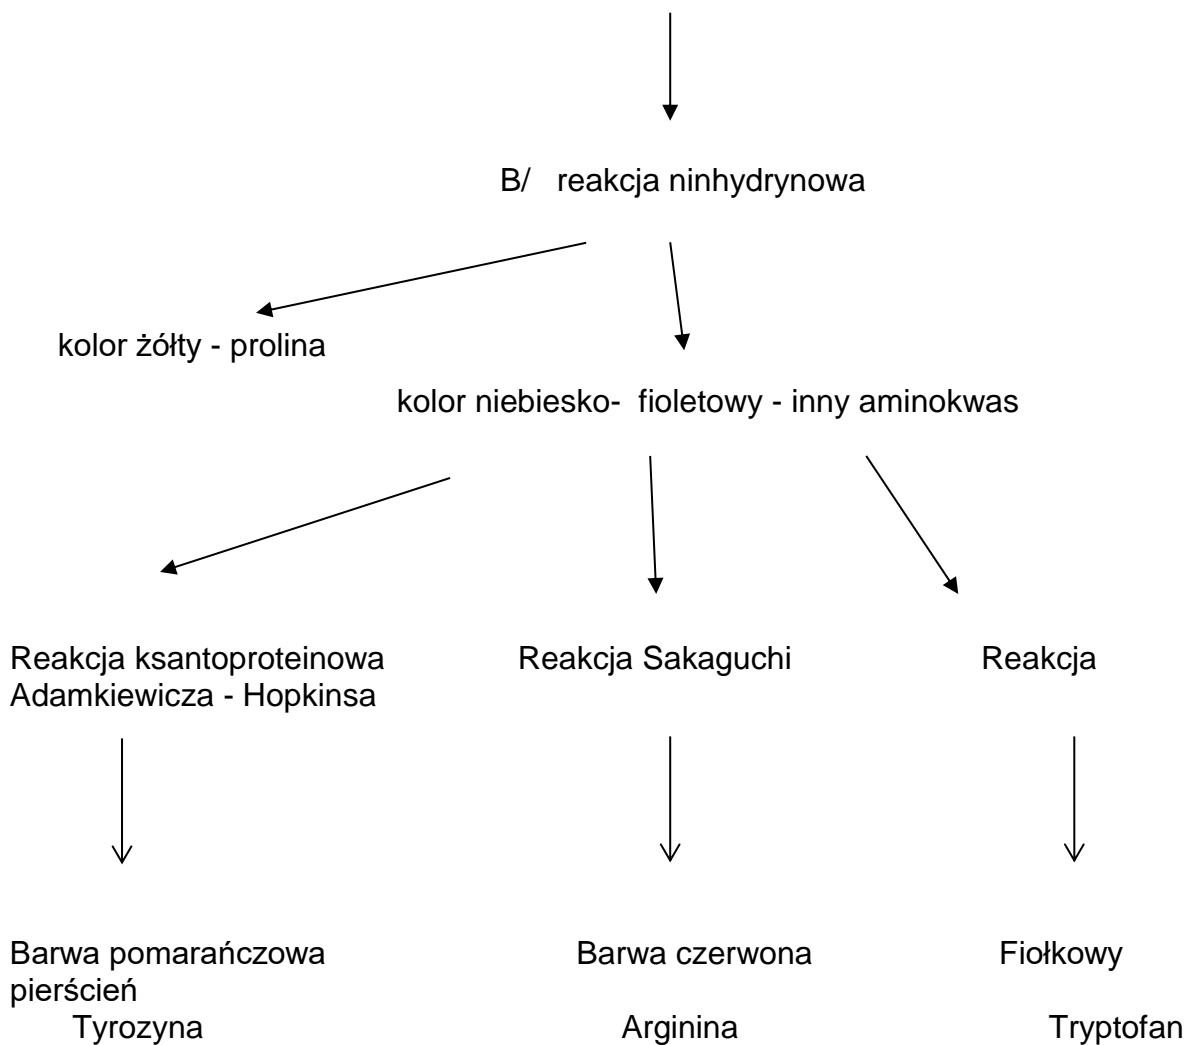 B/ reakcja ninhydrynowa
kolor żółty - prolina
kolor niebiesko- fioletowy - inny aminokwas
Reakcja ksantoproteinowa Reakcja Sakaguchi Reakcja
Adamkiewicza - Hopkinsa
Barwa pomarańczowa Barwa czerwona Fiołkowy
pierścień
Tyrozyna Arginina Tryptofan